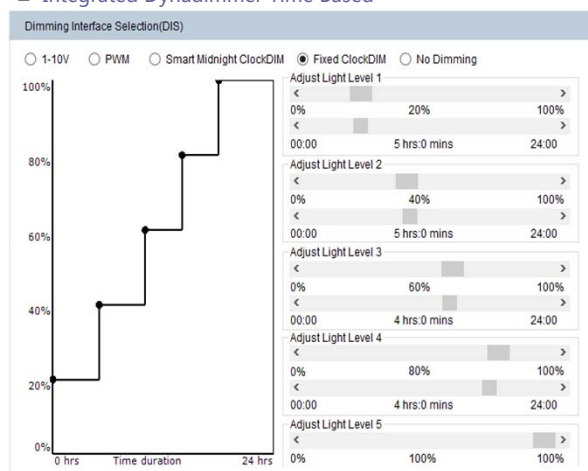 Integrated Dynadimmer Time Based
Dimming Interface Selection(DIS)
1-10V PWM Smart Midnight ClockDIM Fixed ClockDIM No Dimming
100%
80%
60%
40%
20%
0%
0 hrs Time duration 24 hrs
Adjust Light Level 1
< >
0% 20% 100%
< >
00:00 5 hrs:0 mins 24:00
Adjust Light Level 2
< >
0% 40% 100%
< >
00:00 5 hrs:0 mins 24:00
Adjust Light Level 3
< >
0% 60% 100%
< >
00:00 4 hrs:0 mins 24:00
Adjust Light Level 4
< >
0% 80% 100%
< >
00:00 4 hrs:0 mins 24:00
Adjust Light Level 5
< >
0% 100% 100%